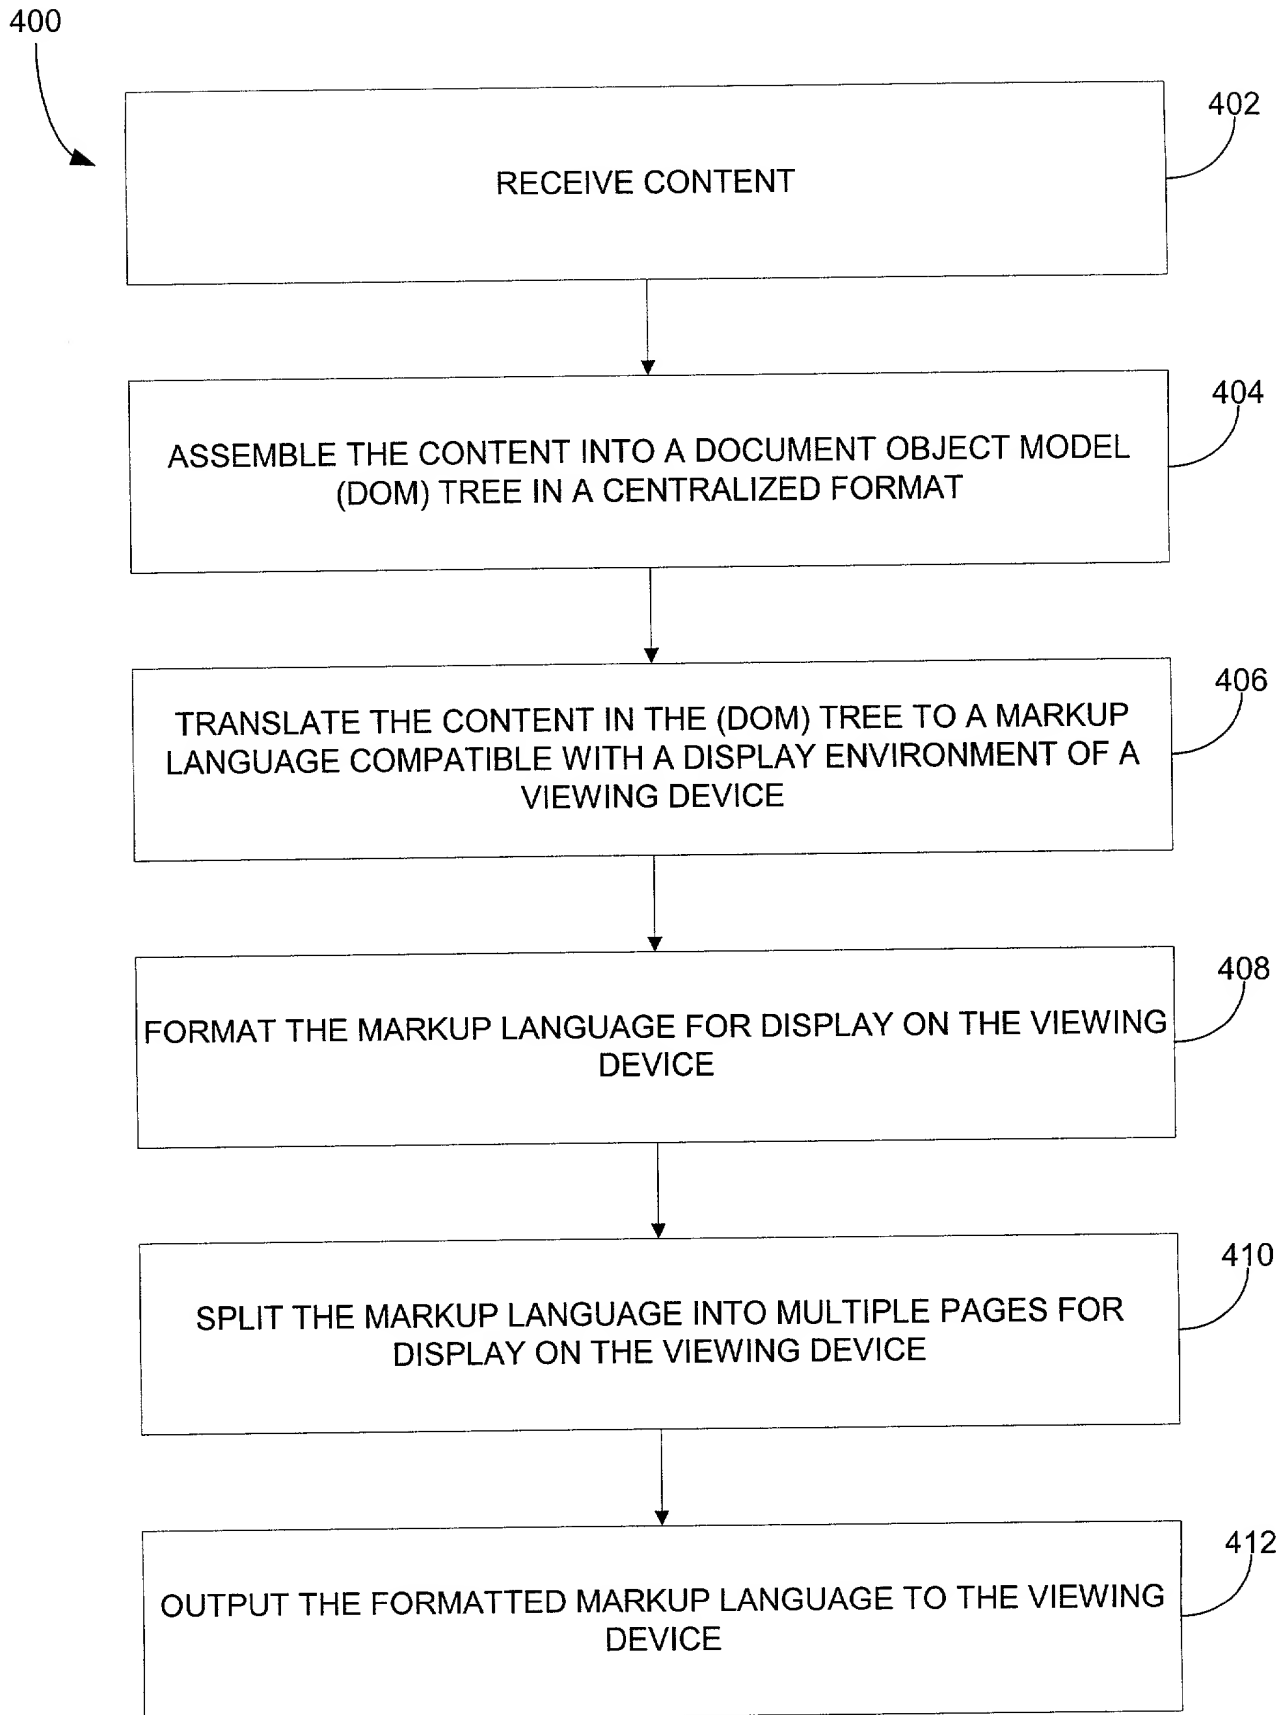 400
402
RECEIVE CONTENT
404
ASSEMBLE THE CONTENT INTO A DOCUMENT OBJECT MODEL
(DOM) TREE IN A CENTRALIZED FORMAT
406
TRANSLATE THE CONTENT IN THE (DOM) TREE TO A MARKUP
LANGUAGE COMPATIBLE WITH A DISPLAY ENVIRONMENT OF A
VIEWING DEVICE
408
FORMAT THE MARKUP LANGUAGE FOR DISPLAY ON THE VIEWING
DEVICE
410
SPLIT THE MARKUP LANGUAGE INTO MULTIPLE PAGES FOR
DISPLAY ON THE VIEWING DEVICE
412
OUTPUT THE FORMATTED MARKUP LANGUAGE TO THE VIEWING
DEVICE